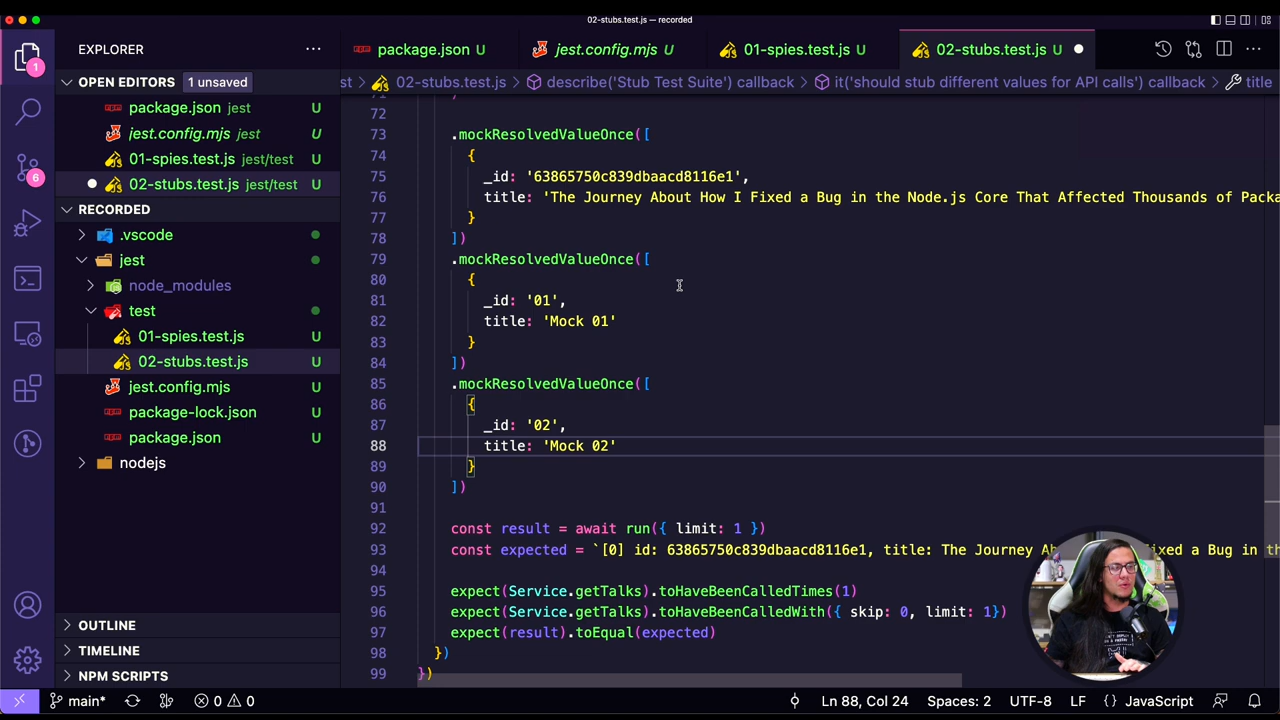 02-stubs.test.js — recorded
EXPLORER
package.json U
jest.config.mjs U
01-spies.test.js U
02-stubs.test.js U
OPEN EDITORS 1 unsaved
st > 02-stubs.test.js > describe('Stub Test Suite') callback > it('should stub different values for API calls') callback > title
package.json jest U
jest.config.mjs jest U
01-spies.test.js jest/test U
02-stubs.test.js jest/test U
RECORDED
.vscode
jest
node_modules
test
01-spies.test.js U
02-stubs.test.js U
jest.config.mjs U
package-lock.json U
package.json U
nodejs
OUTLINE
TIMELINE
NPM SCRIPTS
1
6
72
73 .mockResolvedValueOnce([
74 {
75 _id: '63865750c839dbaacd8116e1',
76 title: 'The Journey About How I Fixed a Bug in the Node.js Core That Affected Thousands of Packa
77 }
78 ])
79 .mockResolvedValueOnce([
80 {
81 _id: '01',
82 title: 'Mock 01'
83 }
84 ])
85 .mockResolvedValueOnce([
86 {
87 _id: '02',
88 title: 'Mock 02'
89 }
90 ])
91
92 const result = await run({ limit: 1 })
93 const expected = `[0] id: 63865750c839dbaacd8116e1, title: The Journey Ab ixed a Bug in th
94
95 expect(Service.getTalks).toHaveBeenCalledTimes(1)
96 expect(Service.getTalks).toHaveBeenCalledWith({ skip: 0, limit: 1})
97 expect(result).toEqual(expected)
98 })
99 })
main* 0 0 Ln 88, Col 24 Spaces: 2 UTF-8 LF {} JavaScript